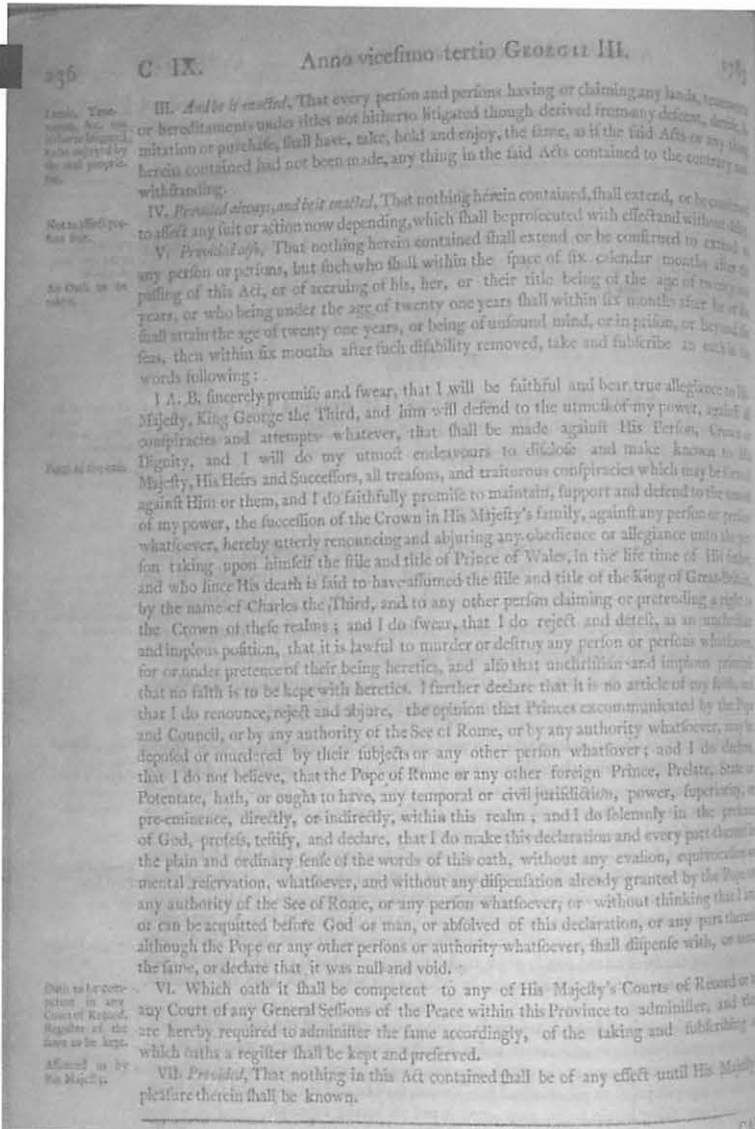 236 C IX. Anno vicesimo tertio GEORGII III. 1783
III. And be it enacted, That every perſon and perſons having or claiming any lands,
or hereditaments under titles not hitherto litigated though derived from any deſcent,
mitation or purchaſe, ſhall have, take, hold and enjoy, the ſame, as if the ſaid Acts or any
herein contained had not been made, any thing in the ſaid Acts contained to the contrary
withſtanding.
IV. Provided always, and be it enacted, That nothing herein contained, ſhall extend, or be
to affect any ſuit or action now depending, which ſhall be proſecuted with effect and without
V. Provided alſo, That nothing herein contained ſhall extend or be conſtrued to extend
any perſon or perſons, but ſuch who ſhall within the ſpace of ſix calendar months after
paſſing of this Act, or of accruing of his, her, or their title being of the age of twenty
years, or who being under the age of twenty one years ſhall within ſix months after
ſhall attain the age of twenty one years, or being of unſound mind, or in priſon, or beyond
ſeas, then within ſix months after ſuch diſability removed, take and ſubſcribe an oath in
words following:
I A. B. ſincerely promiſe and ſwear, that I will be faithful and bear true allegiance to
Majeſty, King George the Third, and him will defend to the utmoſt of my power, againſt
conſpiracies and attempts whatever, that ſhall be made againſt His Perſon, Crown
Dignity, and I will do my utmoſt endeavours to diſcloſe and make known to
Majeſty, His Heirs and Succeſſors, all treaſons, and traitorous conſpiracies which may be
againſt Him or them, and I do faithfully promiſe to maintain, ſupport and defend to the
of my power, the ſucceſſion of the Crown in His Majeſty's family, againſt any perſon or
whatſoever, hereby utterly renouncing and abjuring any obedience or allegiance unto the
ſon taking upon himſelf the ſtile and title of Prince of Wales, in the life time of His
and who ſince His death is ſaid to have aſſumed the ſtile and title of the King of Great
by the name of Charles the Third, and to any other perſon claiming or pretending a
the Crown of theſe realms; and I do ſwear, that I do reject and deteſt, as an
and impious poſition, that it is lawful to murder or deſtroy any perſon or perſons
for or under pretence of their being heretics, and alſo that unchriſtian and impious
that no faith is to be kept with heretics. I further declare that it is no article of my
that I do renounce, reject and abjure, the opinion that Princes excommunicated by the
and Council, or by any authority of the See of Rome, or by any authority whatſoever,
depoſed or murdered by their ſubjects or any other perſon whatſover; and I do
that I do not believe, that the Pope of Rome or any other foreign Prince, Prelate, State
Potentate, hath, or ought to have, any temporal or civil juriſdiction, power, ſuperiority,
pre-eminence, directly, or indirectly, within this realm; and I do ſolemnly in the
of God, profeſs, teſtify, and declare, that I do make this declaration and every part
the plain and ordinary ſenſe of the words of this oath, without any evaſion, equivocation
mental reſervation, whatſoever, and without any diſpenſation already granted by the
any authority of the See of Rome, or any perſon whatſoever; or without thinking that I
or can be acquitted before God or man, or abſolved of this declaration, or any part
although the Pope or any other perſons or authority whatſoever, ſhall diſpenſe with, or
the ſame, or declare that it was null and void.
Oath to be competent in any Court of Record, Regiſter of the ſame to be kept.
VI. Which oath it ſhall be competent to any of His Majeſty's Courts of Record
any Court of any General Seſſions of the Peace within this Province to adminiſter, and
are hereby required to adminiſter the ſame accordingly, of the taking and ſubſcribing
which oaths a regiſter ſhall be kept and preſerved.
VII. Provided, That nothing in this Act contained ſhall be of any effect until His
pleaſure therein ſhall be known.